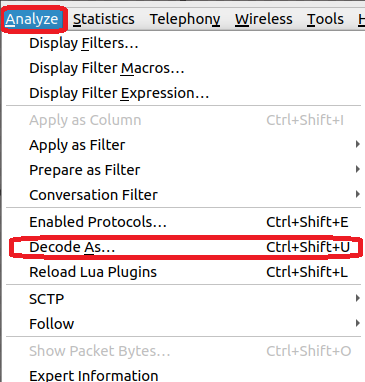 Analyze Statistics Telephony Wireless Tools
Display Filters...
Display Filter Macros...
Display Filter Expression...
Apply as Column Ctrl+Shift+I
Apply as Filter
Prepare as Filter
Conversation Filter
Enabled Protocols... Ctrl+Shift+E
Decode As... Ctrl+Shift+U
Reload Lua Plugins Ctrl+Shift+L
SCTP
Follow
Show Packet Bytes... Ctrl+Shift+O
Expert Information